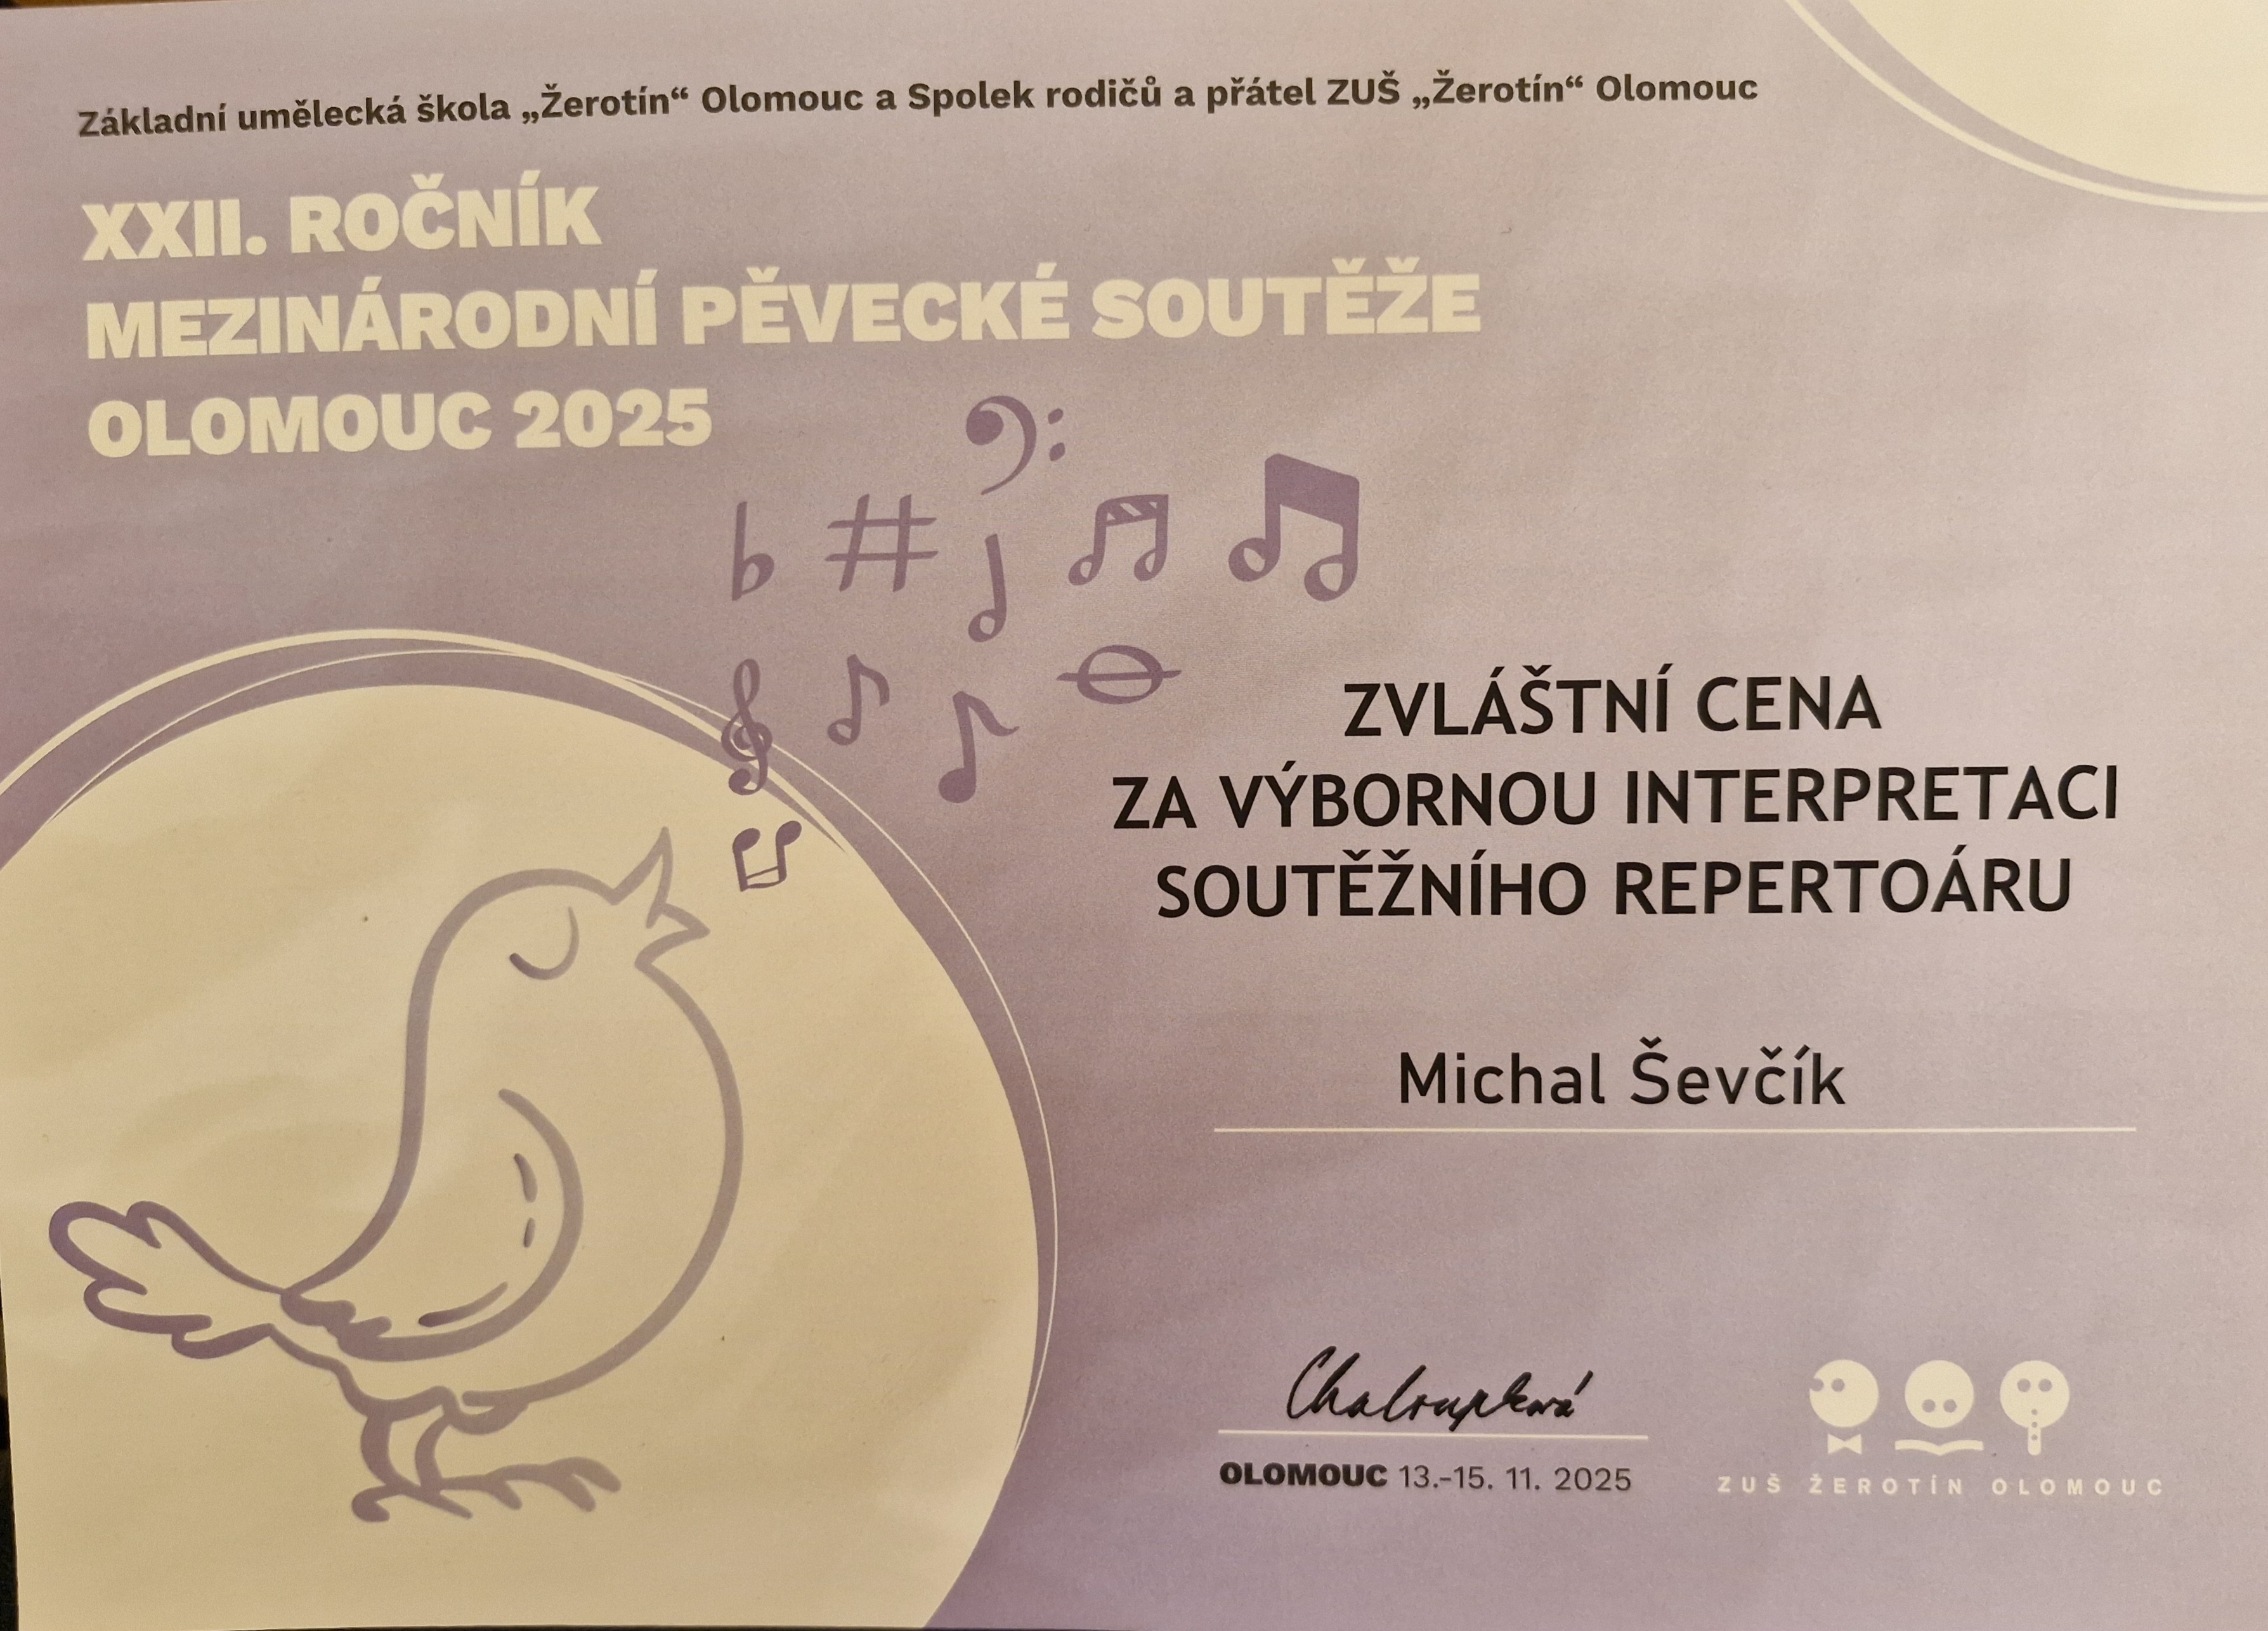 Základní umělecká škola „Žerotín“ Olomouc a Spolek rodičů a přátel ZUŠ „Žerotín“ Olomouc
XXII. ROČNÍK
MEZINÁRODNÍ PĚVECKÉ SOUTĚŽE
OLOMOUC 2025
ZVLÁŠTNÍ CENA
ZA VÝBORNOU INTERPRETACI
SOUTĚŽNÍHO REPERTOÁRU
Michal Ševčík
Chaloupková
OLOMOUC 13.–15. 11. 2025
ZUŠ ŽEROTÍN OLOMOUC